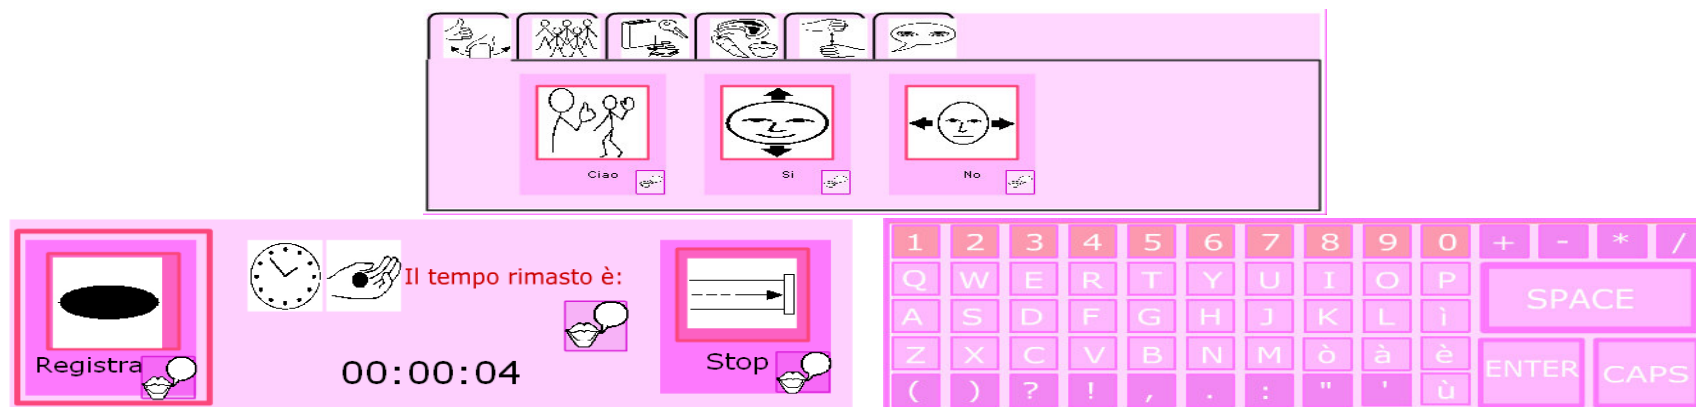 Ciao Si No
Il tempo rimasto è:
Registra
00:00:04
Stop
1 2 3 4 5 6 7 8 9 0 + - * /
Q W E R T Y U I O P
SPACE
A S D F G H J K L ì
Z X C V B N M ò à è
ENTER CAPS
( ) ? ! , . : " ' ù